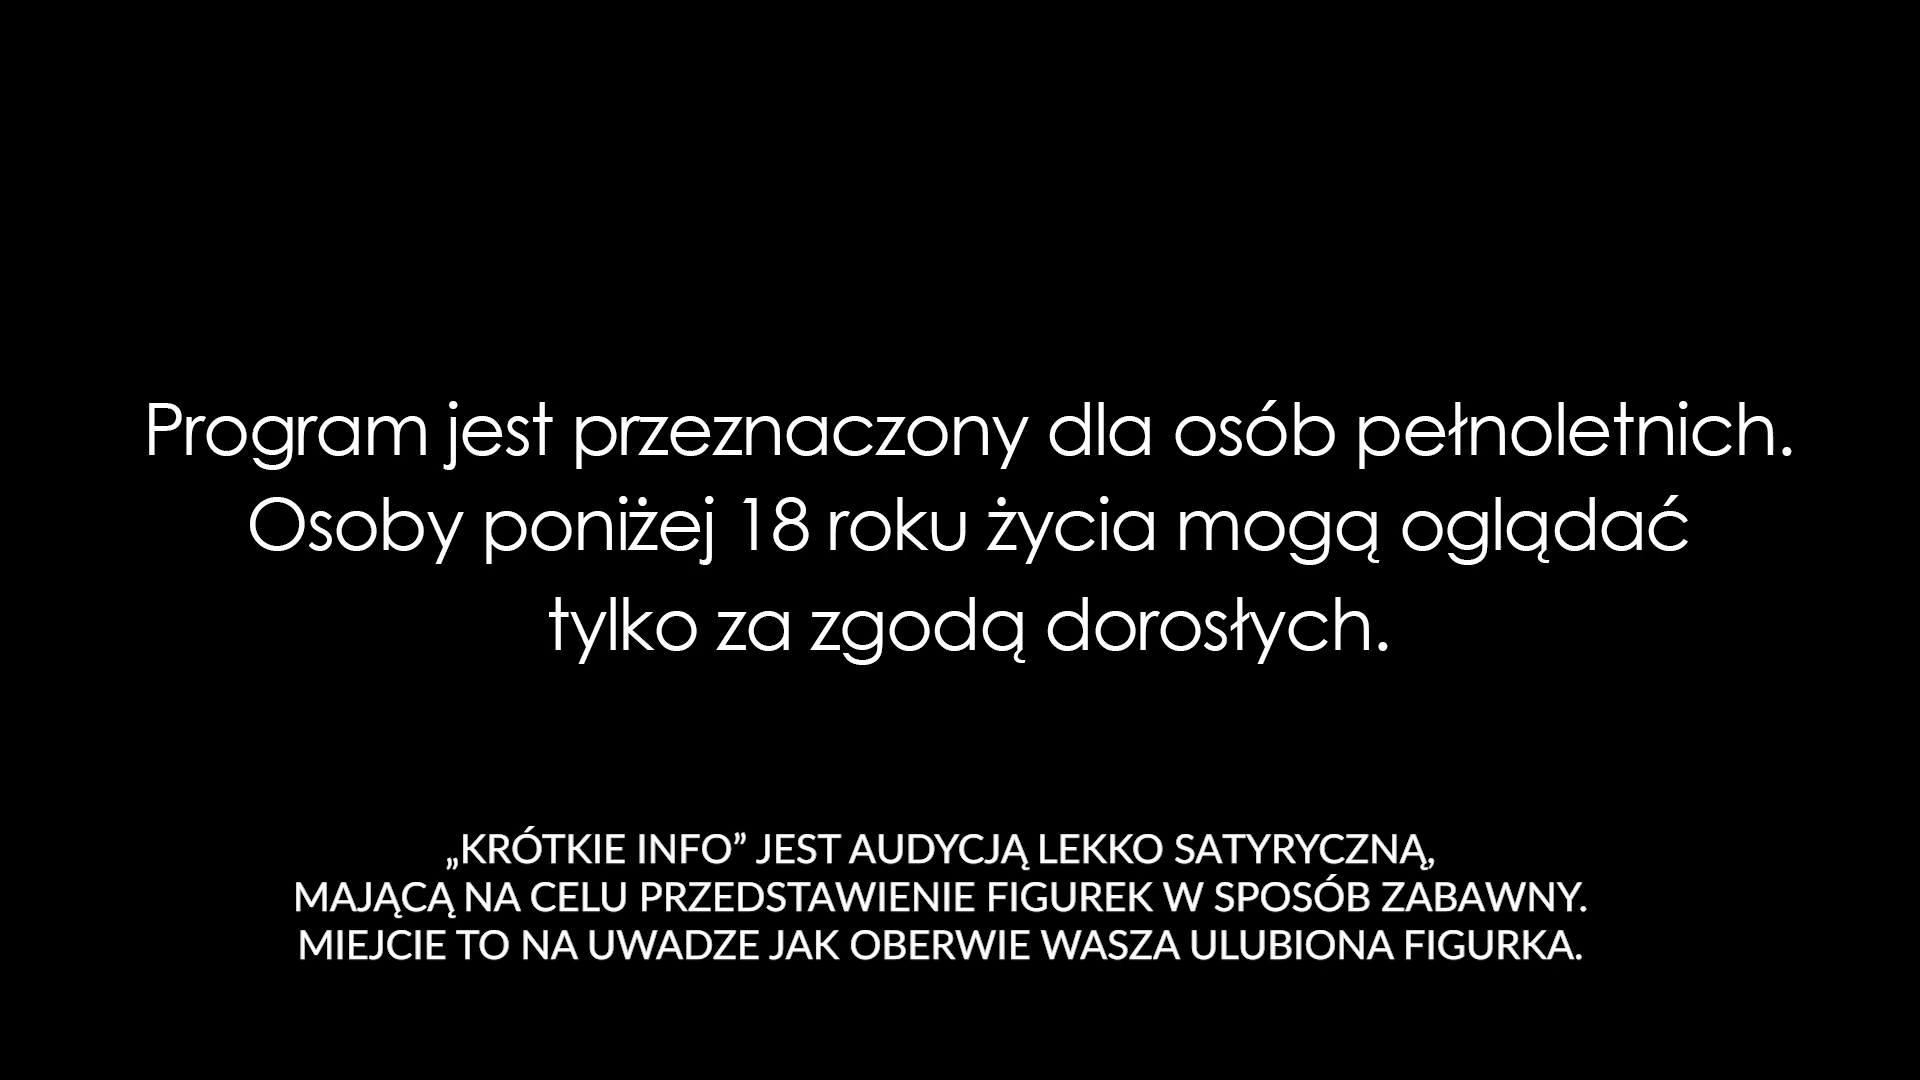 Program jest przeznaczony dla osób pełnoletnich.
Osoby poniżej 18 roku życia mogą oglądać
tylko za zgodą dorosłych.
„KRÓTKIE INFO” JEST AUDYCJĄ LEKKO SATYRYCZNĄ,
MAJĄCĄ NA CELU PRZEDSTAWIENIE FIGUREK W SPOSÓB ZABAWNY.
MIEJCIE TO NA UWADZE JAK OBERWIE WASZA ULUBIONA FIGURKA.